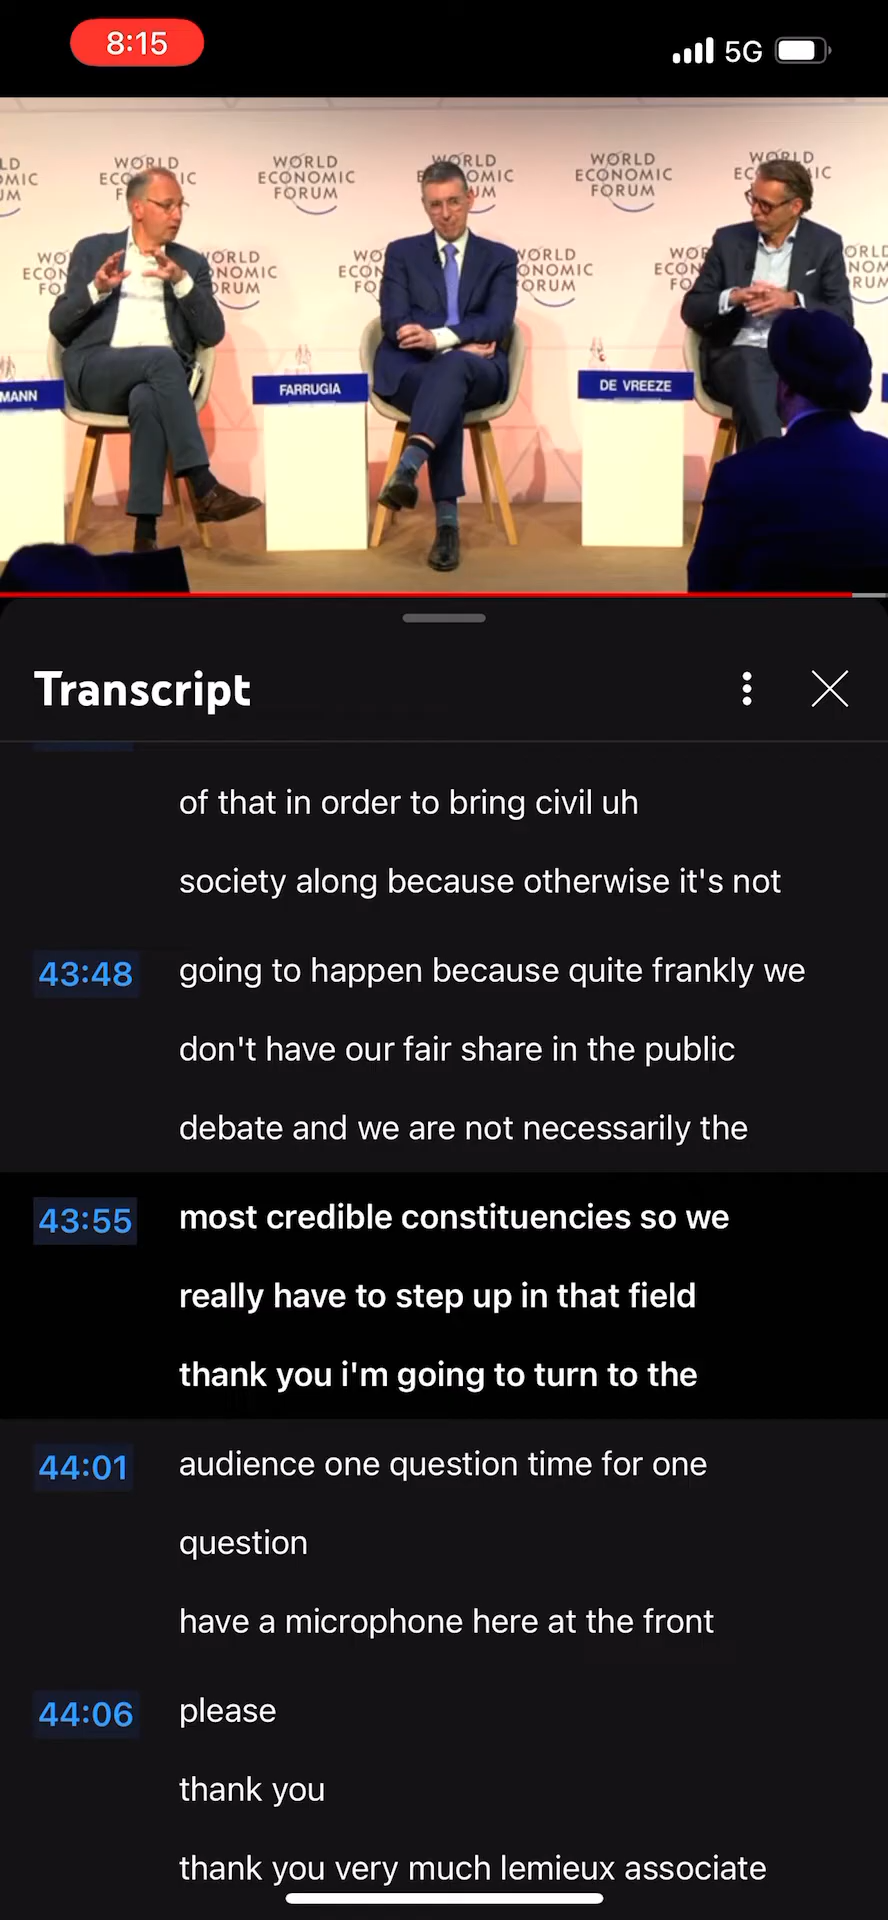 8:15
5G
WORLD ECONOMIC FORUM
WORLD ECONOMIC FORUM
WORLD ECONOMIC FORUM
MANN
FARRUGIA
DE VREEZE
Transcript
of that in order to bring civil uh
society along because otherwise it's not
43:48 going to happen because quite frankly we
don't have our fair share in the public
debate and we are not necessarily the
43:55 most credible constituencies so we
really have to step up in that field
thank you i'm going to turn to the
44:01 audience one question time for one
question
have a microphone here at the front
44:06 please
thank you
thank you very much lemieux associate